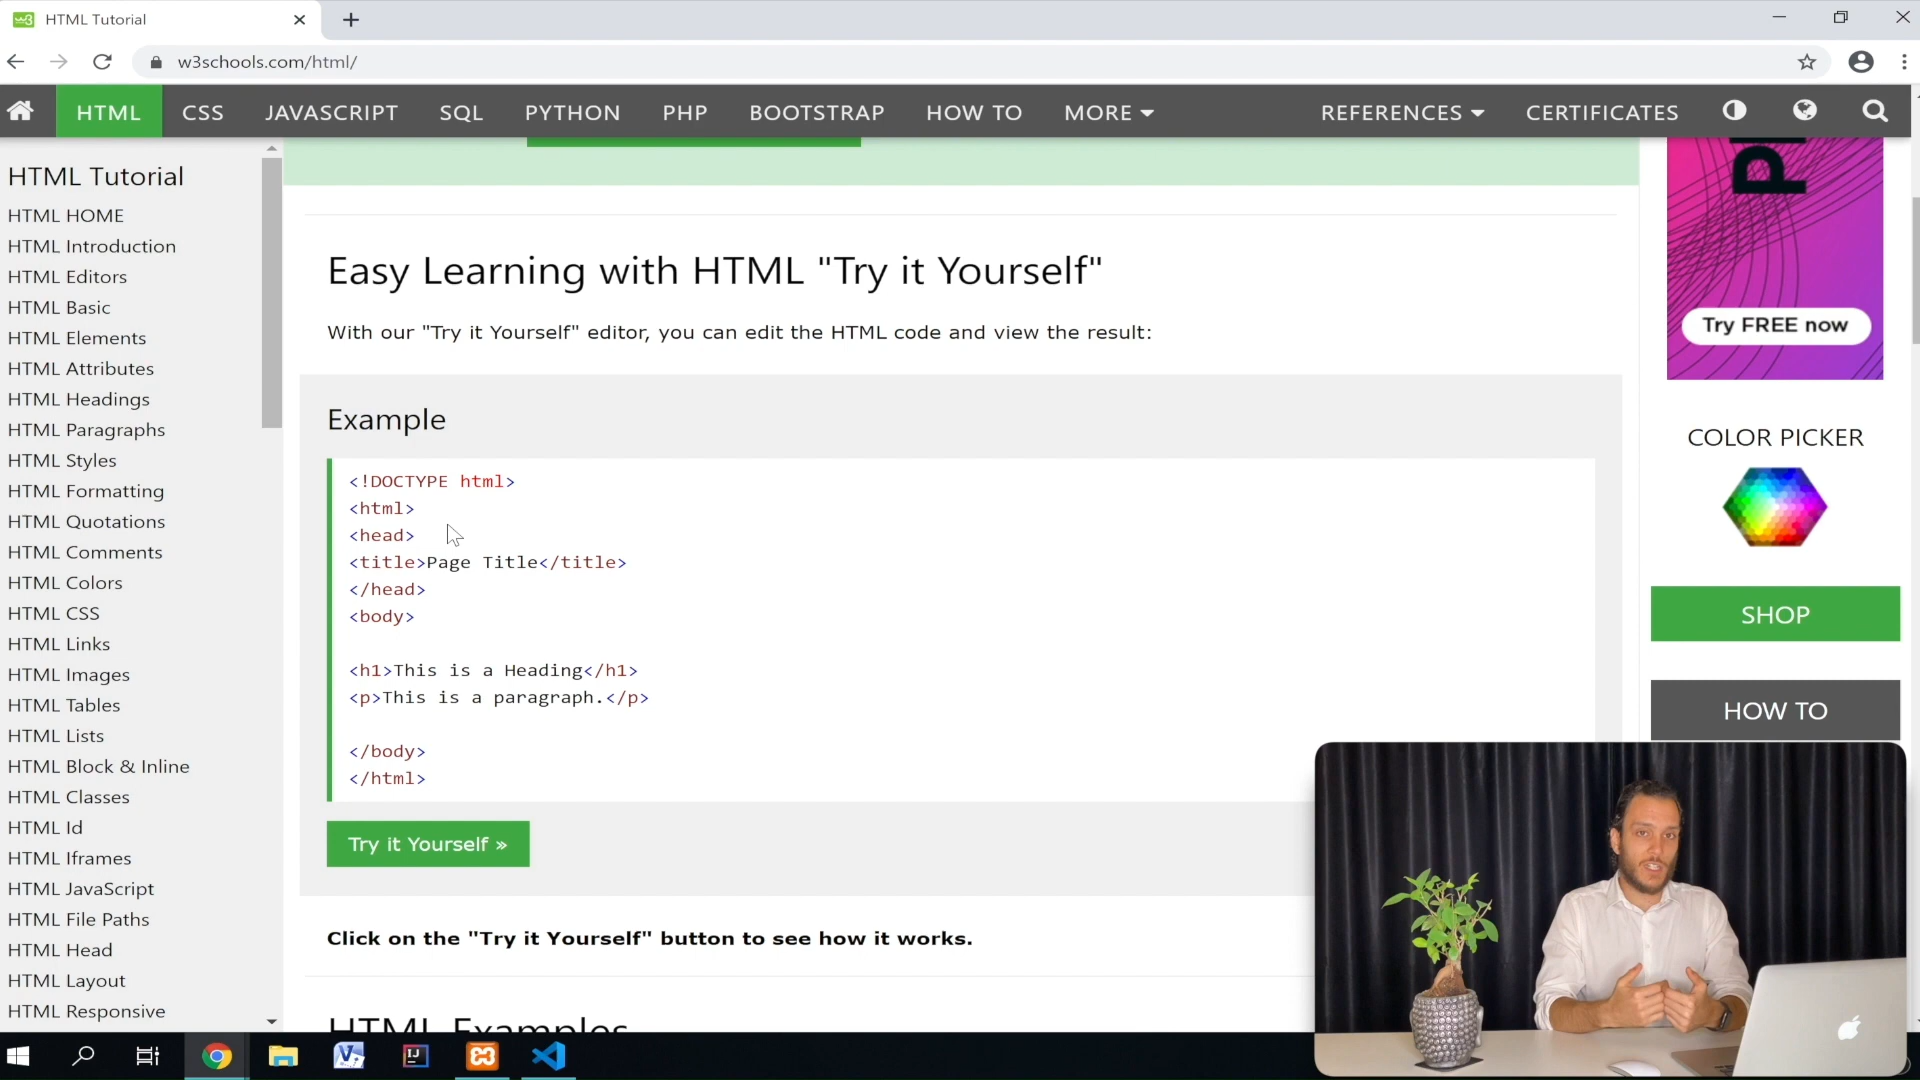 HTML Tutorial
w3schools.com/html/
HTML CSS JAVASCRIPT SQL PYTHON PHP BOOTSTRAP HOW TO MORE REFERENCES CERTIFICATES
HTML Tutorial
HTML HOME
HTML Introduction
HTML Editors
HTML Basic
HTML Elements
HTML Attributes
HTML Headings
HTML Paragraphs
HTML Styles
HTML Formatting
HTML Quotations
HTML Comments
HTML Colors
HTML CSS
HTML Links
HTML Images
HTML Tables
HTML Lists
HTML Block & Inline
HTML Classes
HTML Id
HTML Iframes
HTML JavaScript
HTML File Paths
HTML Head
HTML Layout
HTML Responsive
Easy Learning with HTML "Try it Yourself"
With our "Try it Yourself" editor, you can edit the HTML code and view the result:
Example
<!DOCTYPE html>
<html>
<head>
<title>Page Title</title>
</head>
<body>
<h1>This is a Heading</h1>
<p>This is a paragraph.</p>
</body>
</html>
Try it Yourself »
Click on the "Try it Yourself" button to see how it works.
HTML Examples
Try FREE now
COLOR PICKER
SHOP
HOW TO